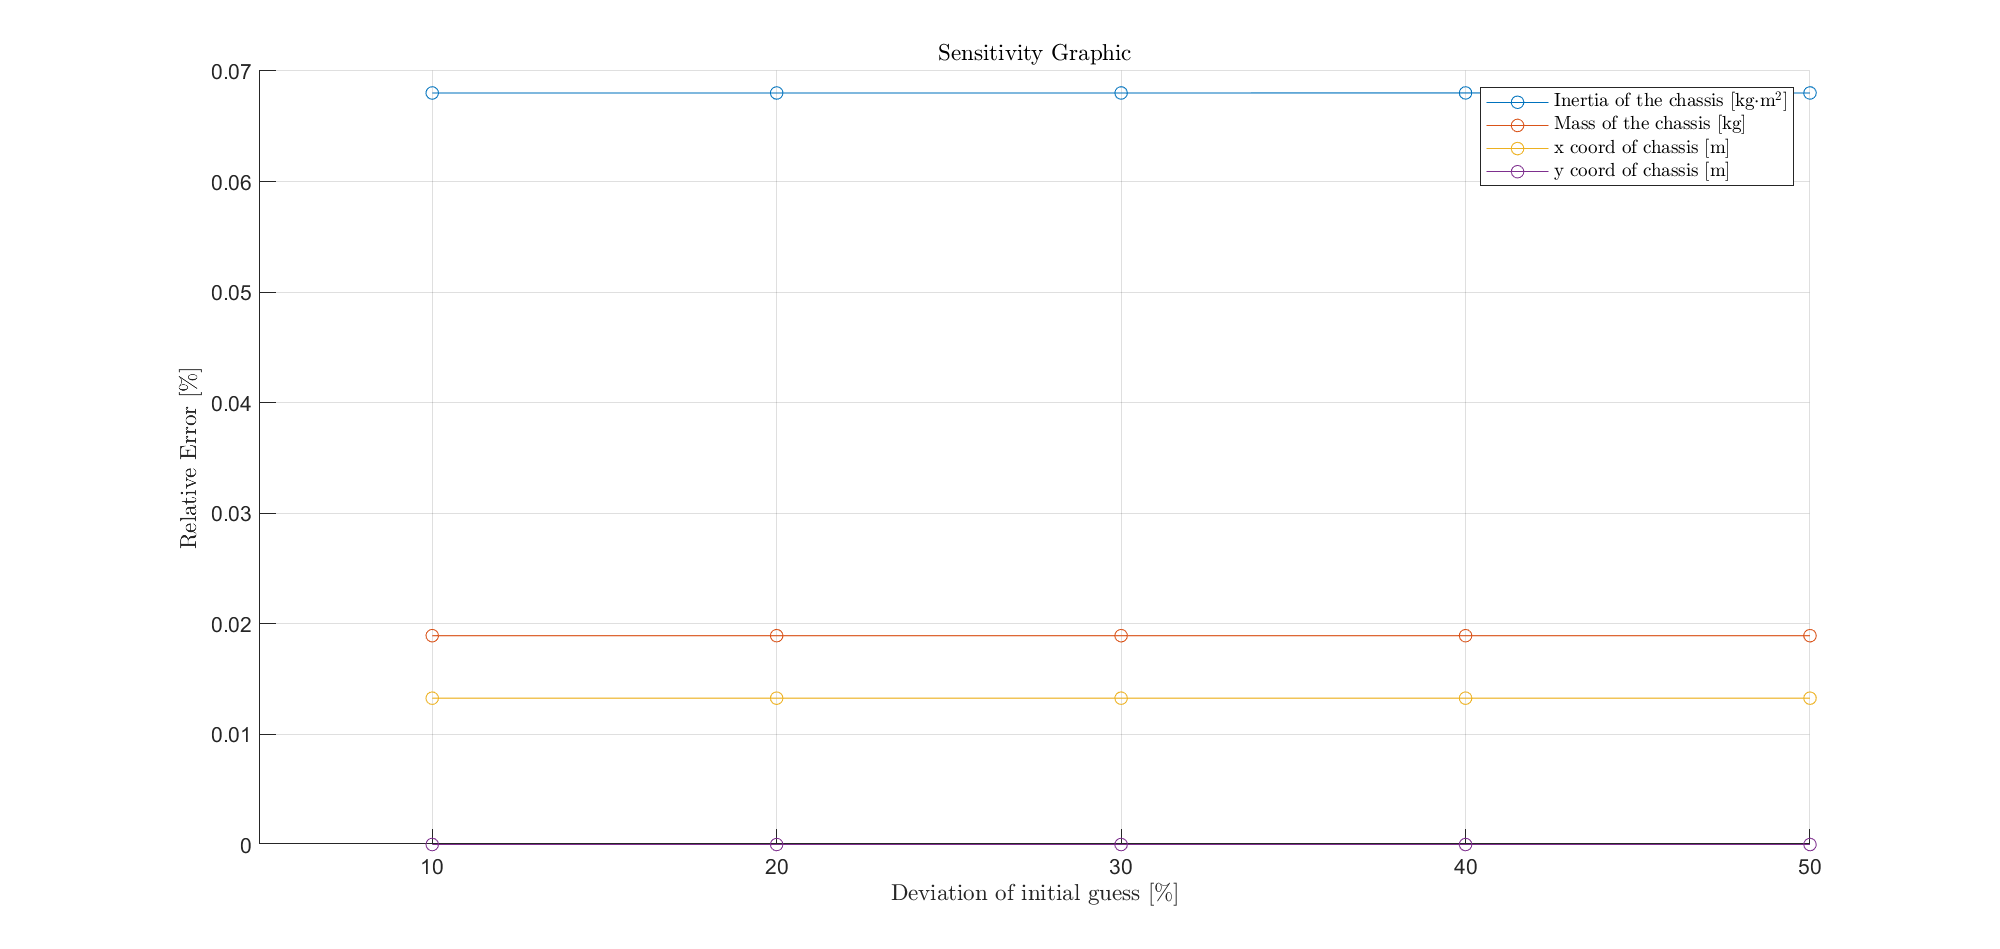 Sensitivity Graphic
0.07
0.06
0.05
0.04
0.03
0.02
0.01
0
Relative Error [%]
Inertia of the chassis [kg·m²]
Mass of the chassis [kg]
x coord of chassis [m]
y coord of chassis [m]
10 20 30 40 50
Deviation of initial guess [%]